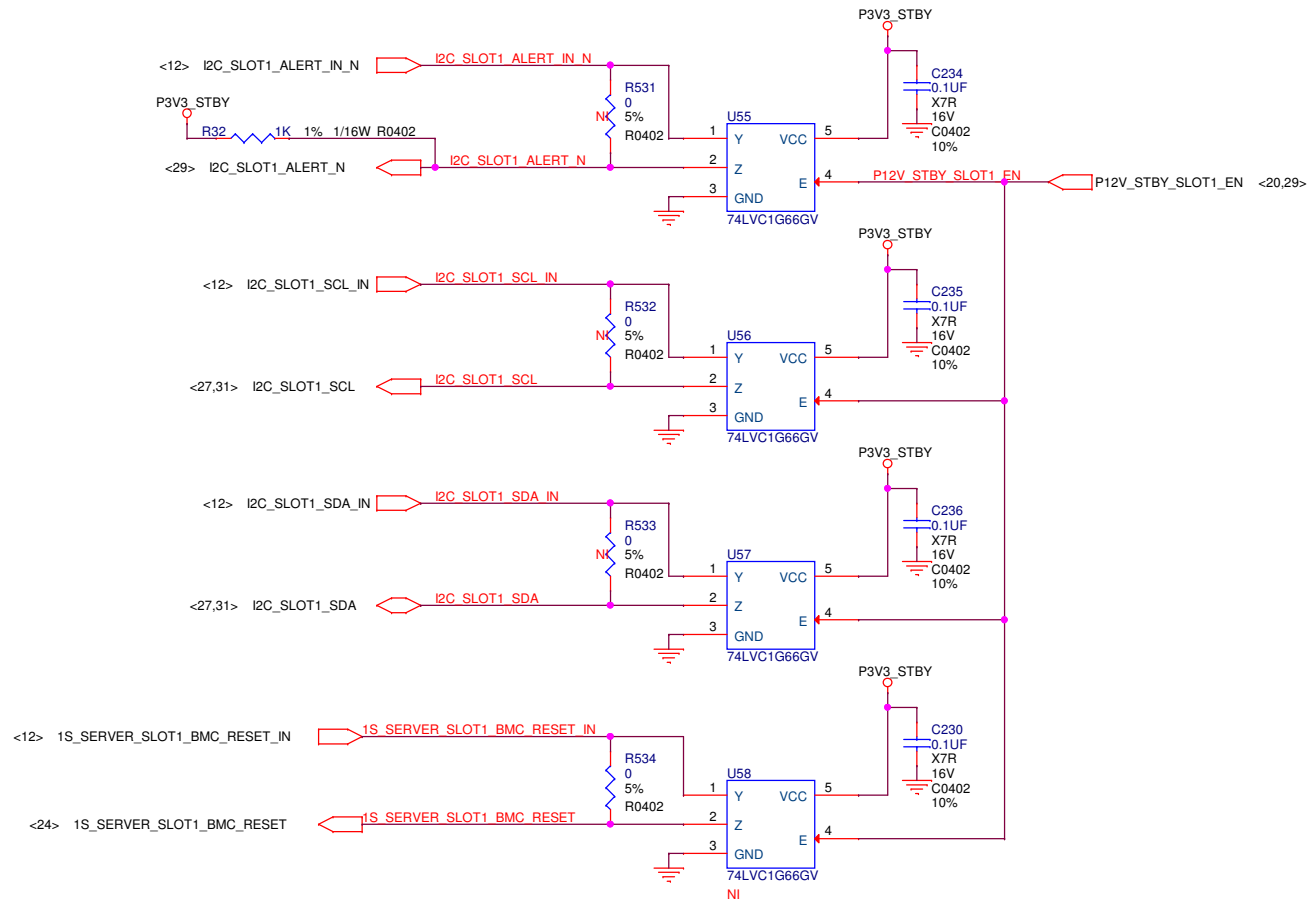 P3V3_STBY
<12> I2C_SLOT1_ALERT_IN_N I2C_SLOT1_ALERT_IN_N
C234
0.1UF
X7R
16V
C0402
10%
R531
0
NI 5%
R0402
P3V3_STBY
R32 1K 1% 1/16W R0402
U55
1 Y VCC 5
<29> I2C_SLOT1_ALERT_N I2C_SLOT1_ALERT_N
2 Z
E 4 P12V_STBY_SLOT1_EN P12V_STBY_SLOT1_EN <20,29>
3 GND
74LVC1G66GV
P3V3_STBY
<12> I2C_SLOT1_SCL_IN I2C_SLOT1_SCL_IN
C235
0.1UF
X7R
16V
C0402
10%
R532
0
NI 5%
R0402
U56
1 Y VCC 5
<27,31> I2C_SLOT1_SCL I2C_SLOT1_SCL
2 Z
E 4
3 GND
74LVC1G66GV
P3V3_STBY
<12> I2C_SLOT1_SDA_IN I2C_SLOT1_SDA_IN
C236
0.1UF
X7R
16V
C0402
10%
R533
0
NI 5%
R0402
U57
1 Y VCC 5
<27,31> I2C_SLOT1_SDA I2C_SLOT1_SDA
2 Z
E 4
3 GND
74LVC1G66GV
P3V3_STBY
<12> 1S_SERVER_SLOT1_BMC_RESET_IN 1S_SERVER_SLOT1_BMC_RESET_IN
C230
0.1UF
X7R
16V
C0402
10%
R534
0
5%
R0402
U58
1 Y VCC 5
<24> 1S_SERVER_SLOT1_BMC_RESET 1S_SERVER_SLOT1_BMC_RESET
2 Z
E 4
3 GND
74LVC1G66GV
NI